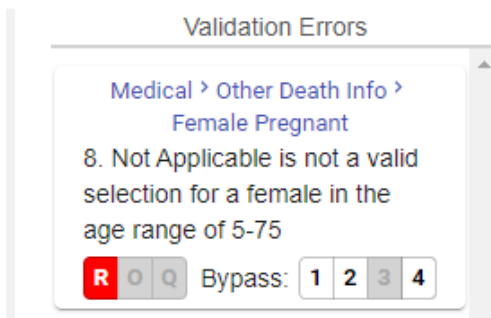 Validation Errors
Medical > Other Death Info >
Female Pregnant
8. Not Applicable is not a valid
selection for a female in the
age range of 5-75
R O Q Bypass: 1 2 3 4